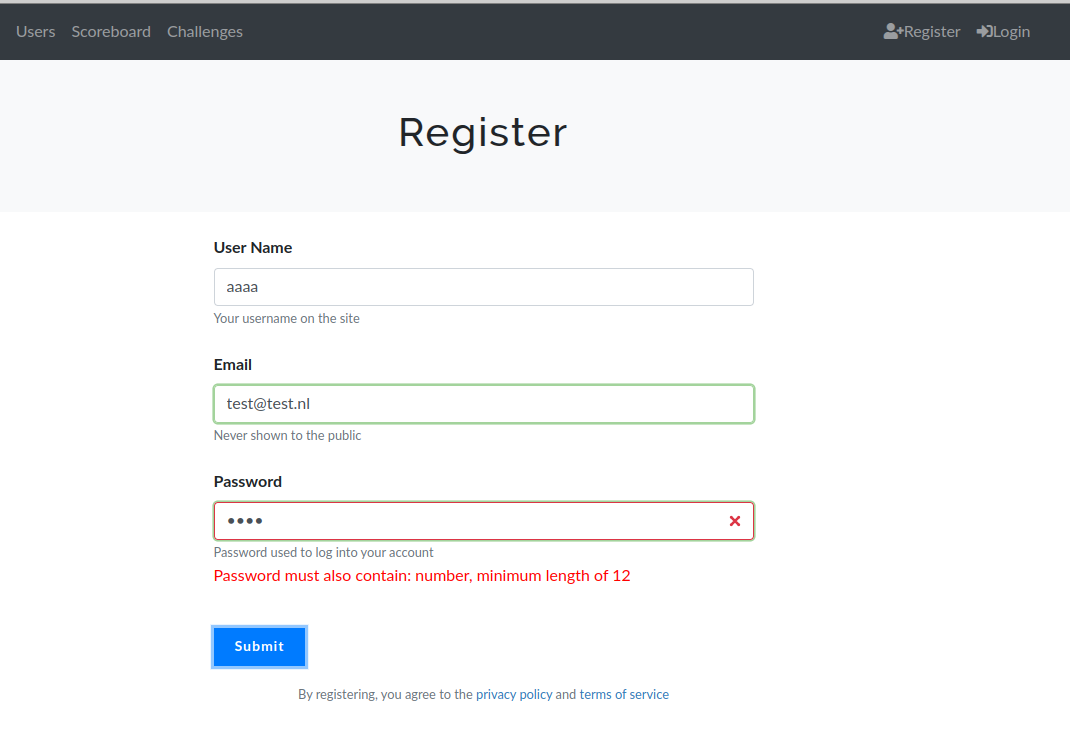 Users Scoreboard Challenges Register Login
Register
User Name
aaaa
Your username on the site
Email
test@test.nl
Never shown to the public
Password
••••
Password used to log into your account
Password must also contain: number, minimum length of 12
Submit
By registering, you agree to the privacy policy and terms of service